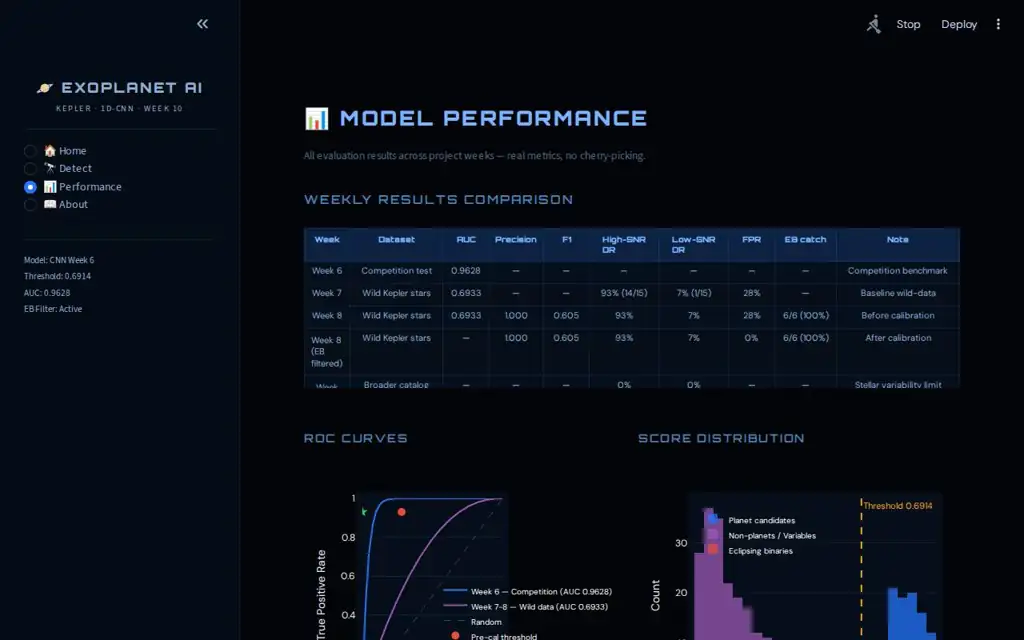 Stop
Deploy
EXOPLANET AI
KEPLER · 1D-CNN · WEEK 10
Home
Detect
Performance
About
Model: CNN Week 6
Threshold: 0.6914
AUC: 0.9628
EB Filter: Active
MODEL PERFORMANCE
All evaluation results across project weeks — real metrics, no cherry-picking.
WEEKLY RESULTS COMPARISON
Week Dataset AUC Precision F1 High-SNR DR Low-SNR DR FPR EB catch Note
Week 6 Competition test 0.9628 — — — — — — Competition benchmark
Week 7 Wild Kepler stars 0.6933 — — 93% (14/15) 7% (1/15) 28% — Baseline wild-data
Week 8 Wild Kepler stars 0.6933 1.000 0.605 93% 7% 28% 6/6 (100%) Before calibration
Week 8 (EB filtered) Wild Kepler stars — 1.000 0.605 93% 7% 0% 6/6 (100%) After calibration
Week Broader catalog — — — 0% 0% — — Stellar variability limit
ROC CURVES
1
0.8
0.6
0.4
True Positive Rate
Week 6 — Competition (AUC 0.9628)
Week 7-8 — Wild data (AUC 0.6933)
Random
Pre-cal threshold
SCORE DISTRIBUTION
Threshold 0.6914
Planet candidates
Non-planets / Variables
Eclipsing binaries
30
20
Count